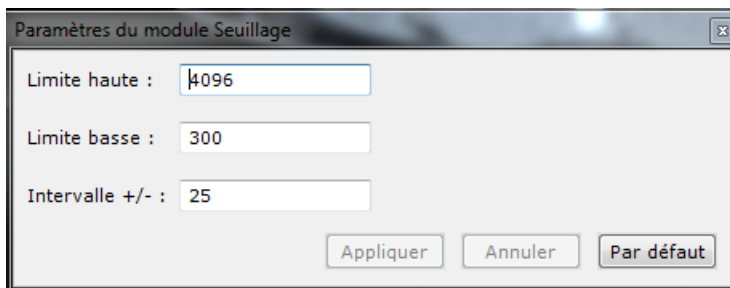 Paramètres du module Seuillage
Limite haute : 4096
Limite basse : 300
Intervalle +/- : 25
Appliquer Annuler Par défaut